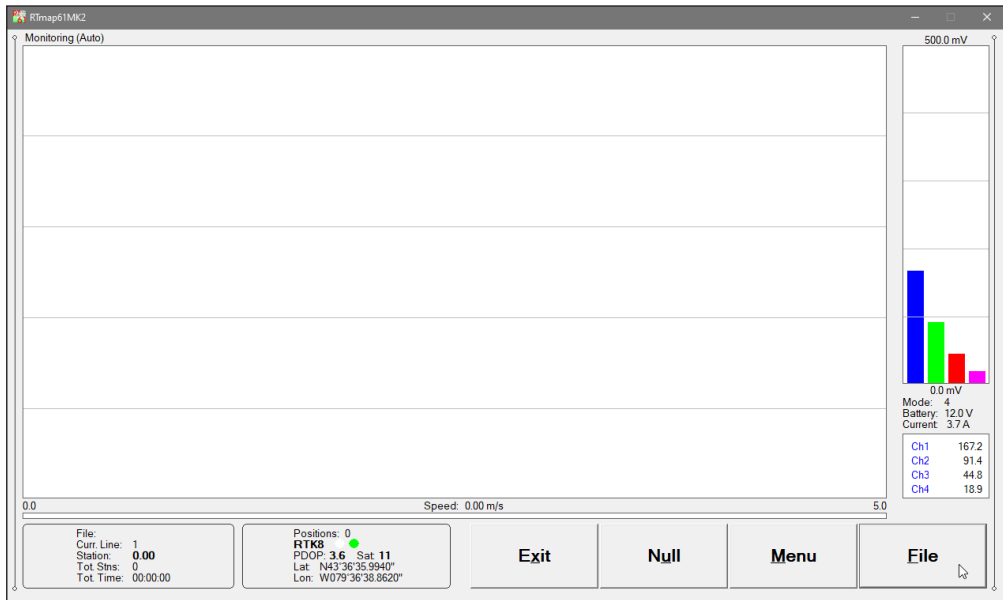 RTmap61MK2
Monitoring (Auto)
500.0 mV
0.0 mV
Mode: 4
Battery: 12.0 V
Current: 3.7 A
Ch1 167.2
Ch2 91.4
Ch3 44.8
Ch4 18.9
0.0 Speed: 0.00 m/s 5.0
File:
Curr. Line: 1
Station: 0.00
Tot. Stns: 0
Tot. Time: 00:00:00
Positions: 0
RTK8
PDOP: 3.6 Sat: 11
Lat: N43°36'35.9940"
Lon: W079°36'38.8620"
Exit
Null
Menu
File